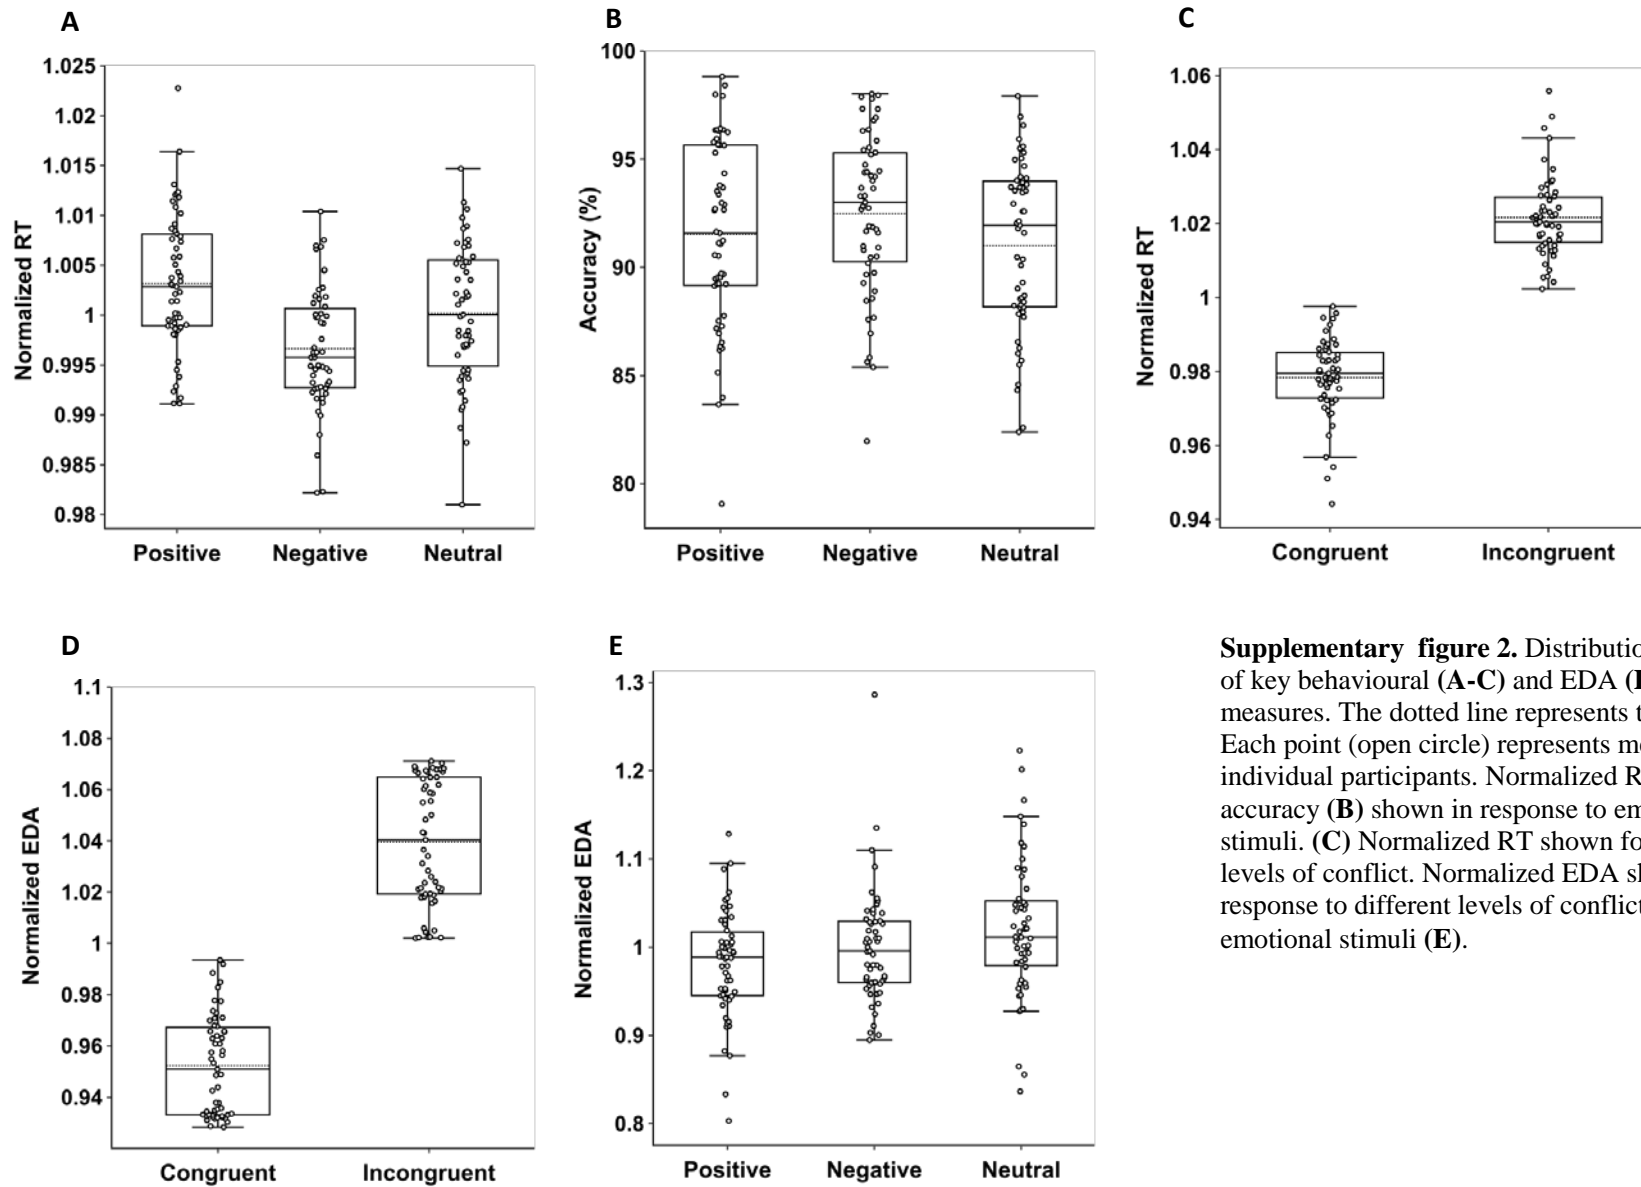 A
1.025
1.02
1.015
1.01
1.005
1
0.995
0.99
0.985
0.98
Normalized RT
Positive Negative Neutral
B
100
95
90
85
80
Accuracy (%)
Positive Negative Neutral
C
1.06
1.04
1.02
1
0.98
0.96
0.94
Normalized RT
Congruent Incongruent
D
1.1
1.08
1.06
1.04
1.02
1
0.98
0.96
0.94
Normalized EDA
Congruent Incongruent
E
1.3
1.2
1.1
1
0.9
0.8
Normalized EDA
Positive Negative Neutral
Supplementary figure 2. Distributio
of key behavioural (A-C) and EDA (
measures. The dotted line represents t
Each point (open circle) represents m
individual participants. Normalized R
accuracy (B) shown in response to em
stimuli. (C) Normalized RT shown fo
levels of conflict. Normalized EDA s
response to different levels of conflict
emotional stimuli (E).